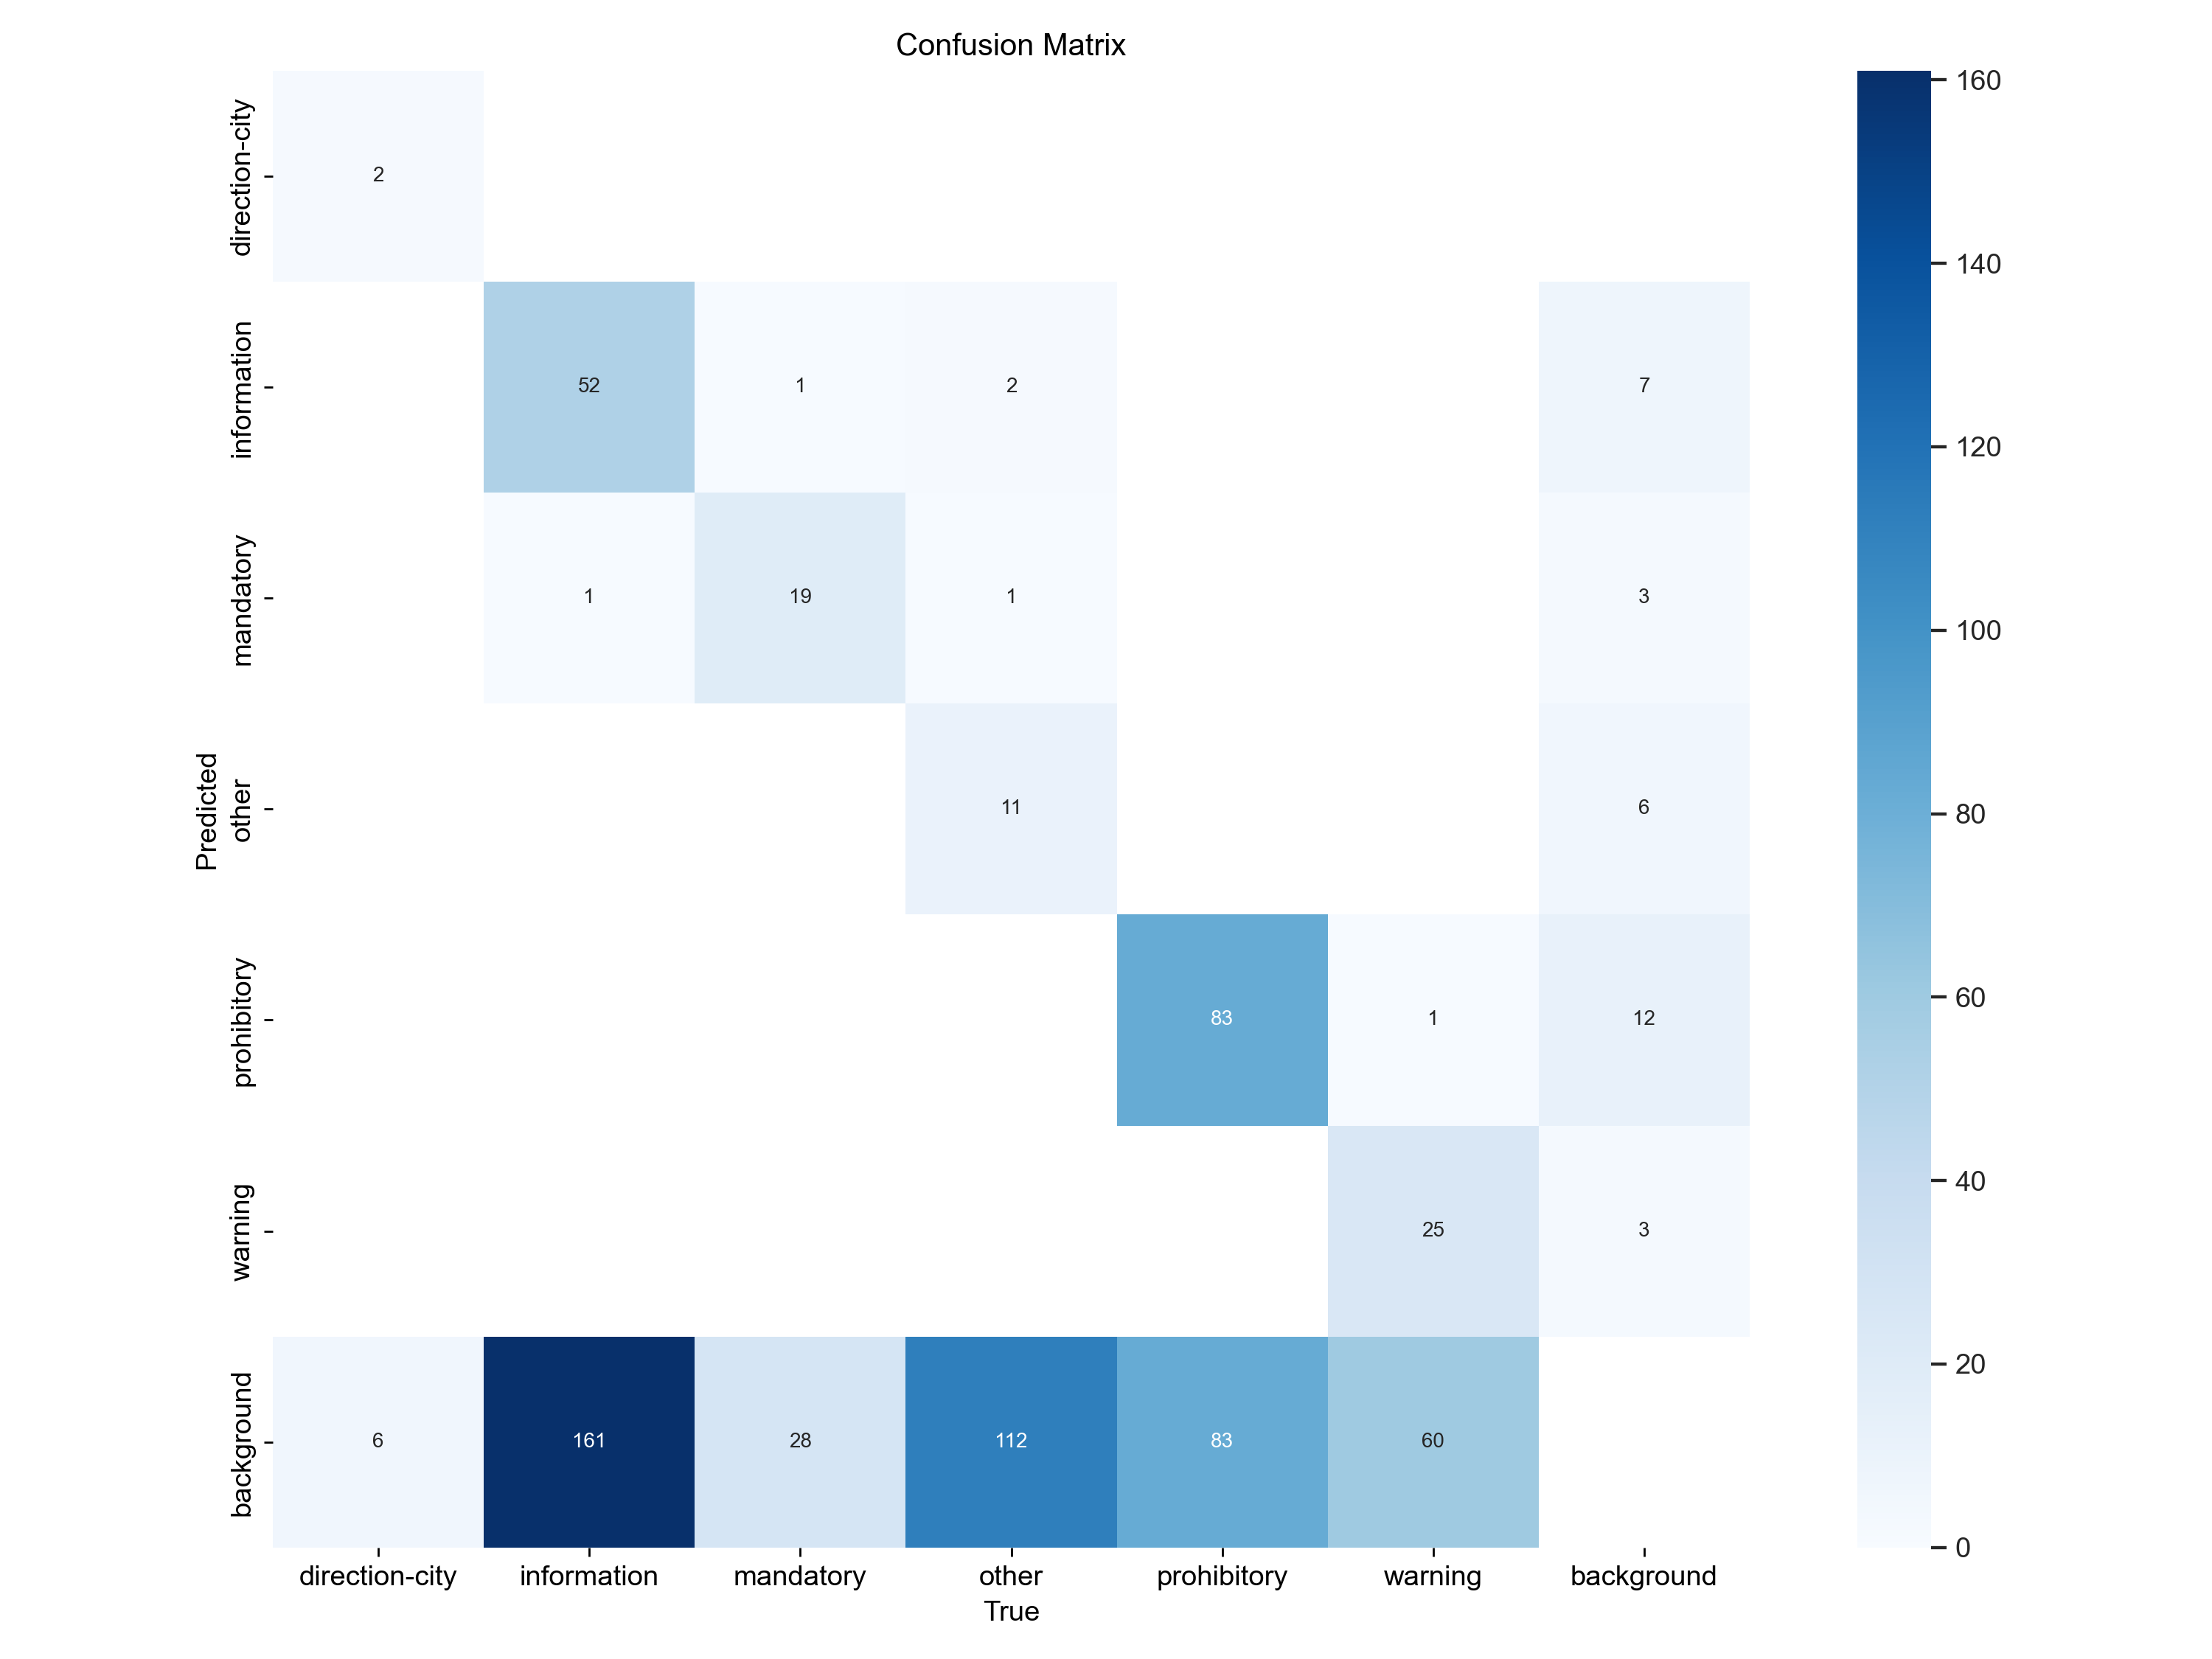 Confusion Matrix
direction-city
2
information
52 1 2 7
mandatory
1 19 1 3
other
11 6
prohibitory
83 1 12
warning
25 3
background
6 161 28 112 83 60
Predicted
direction-city information mandatory other prohibitory warning background
True
160
140
120
100
80
60
40
20
0